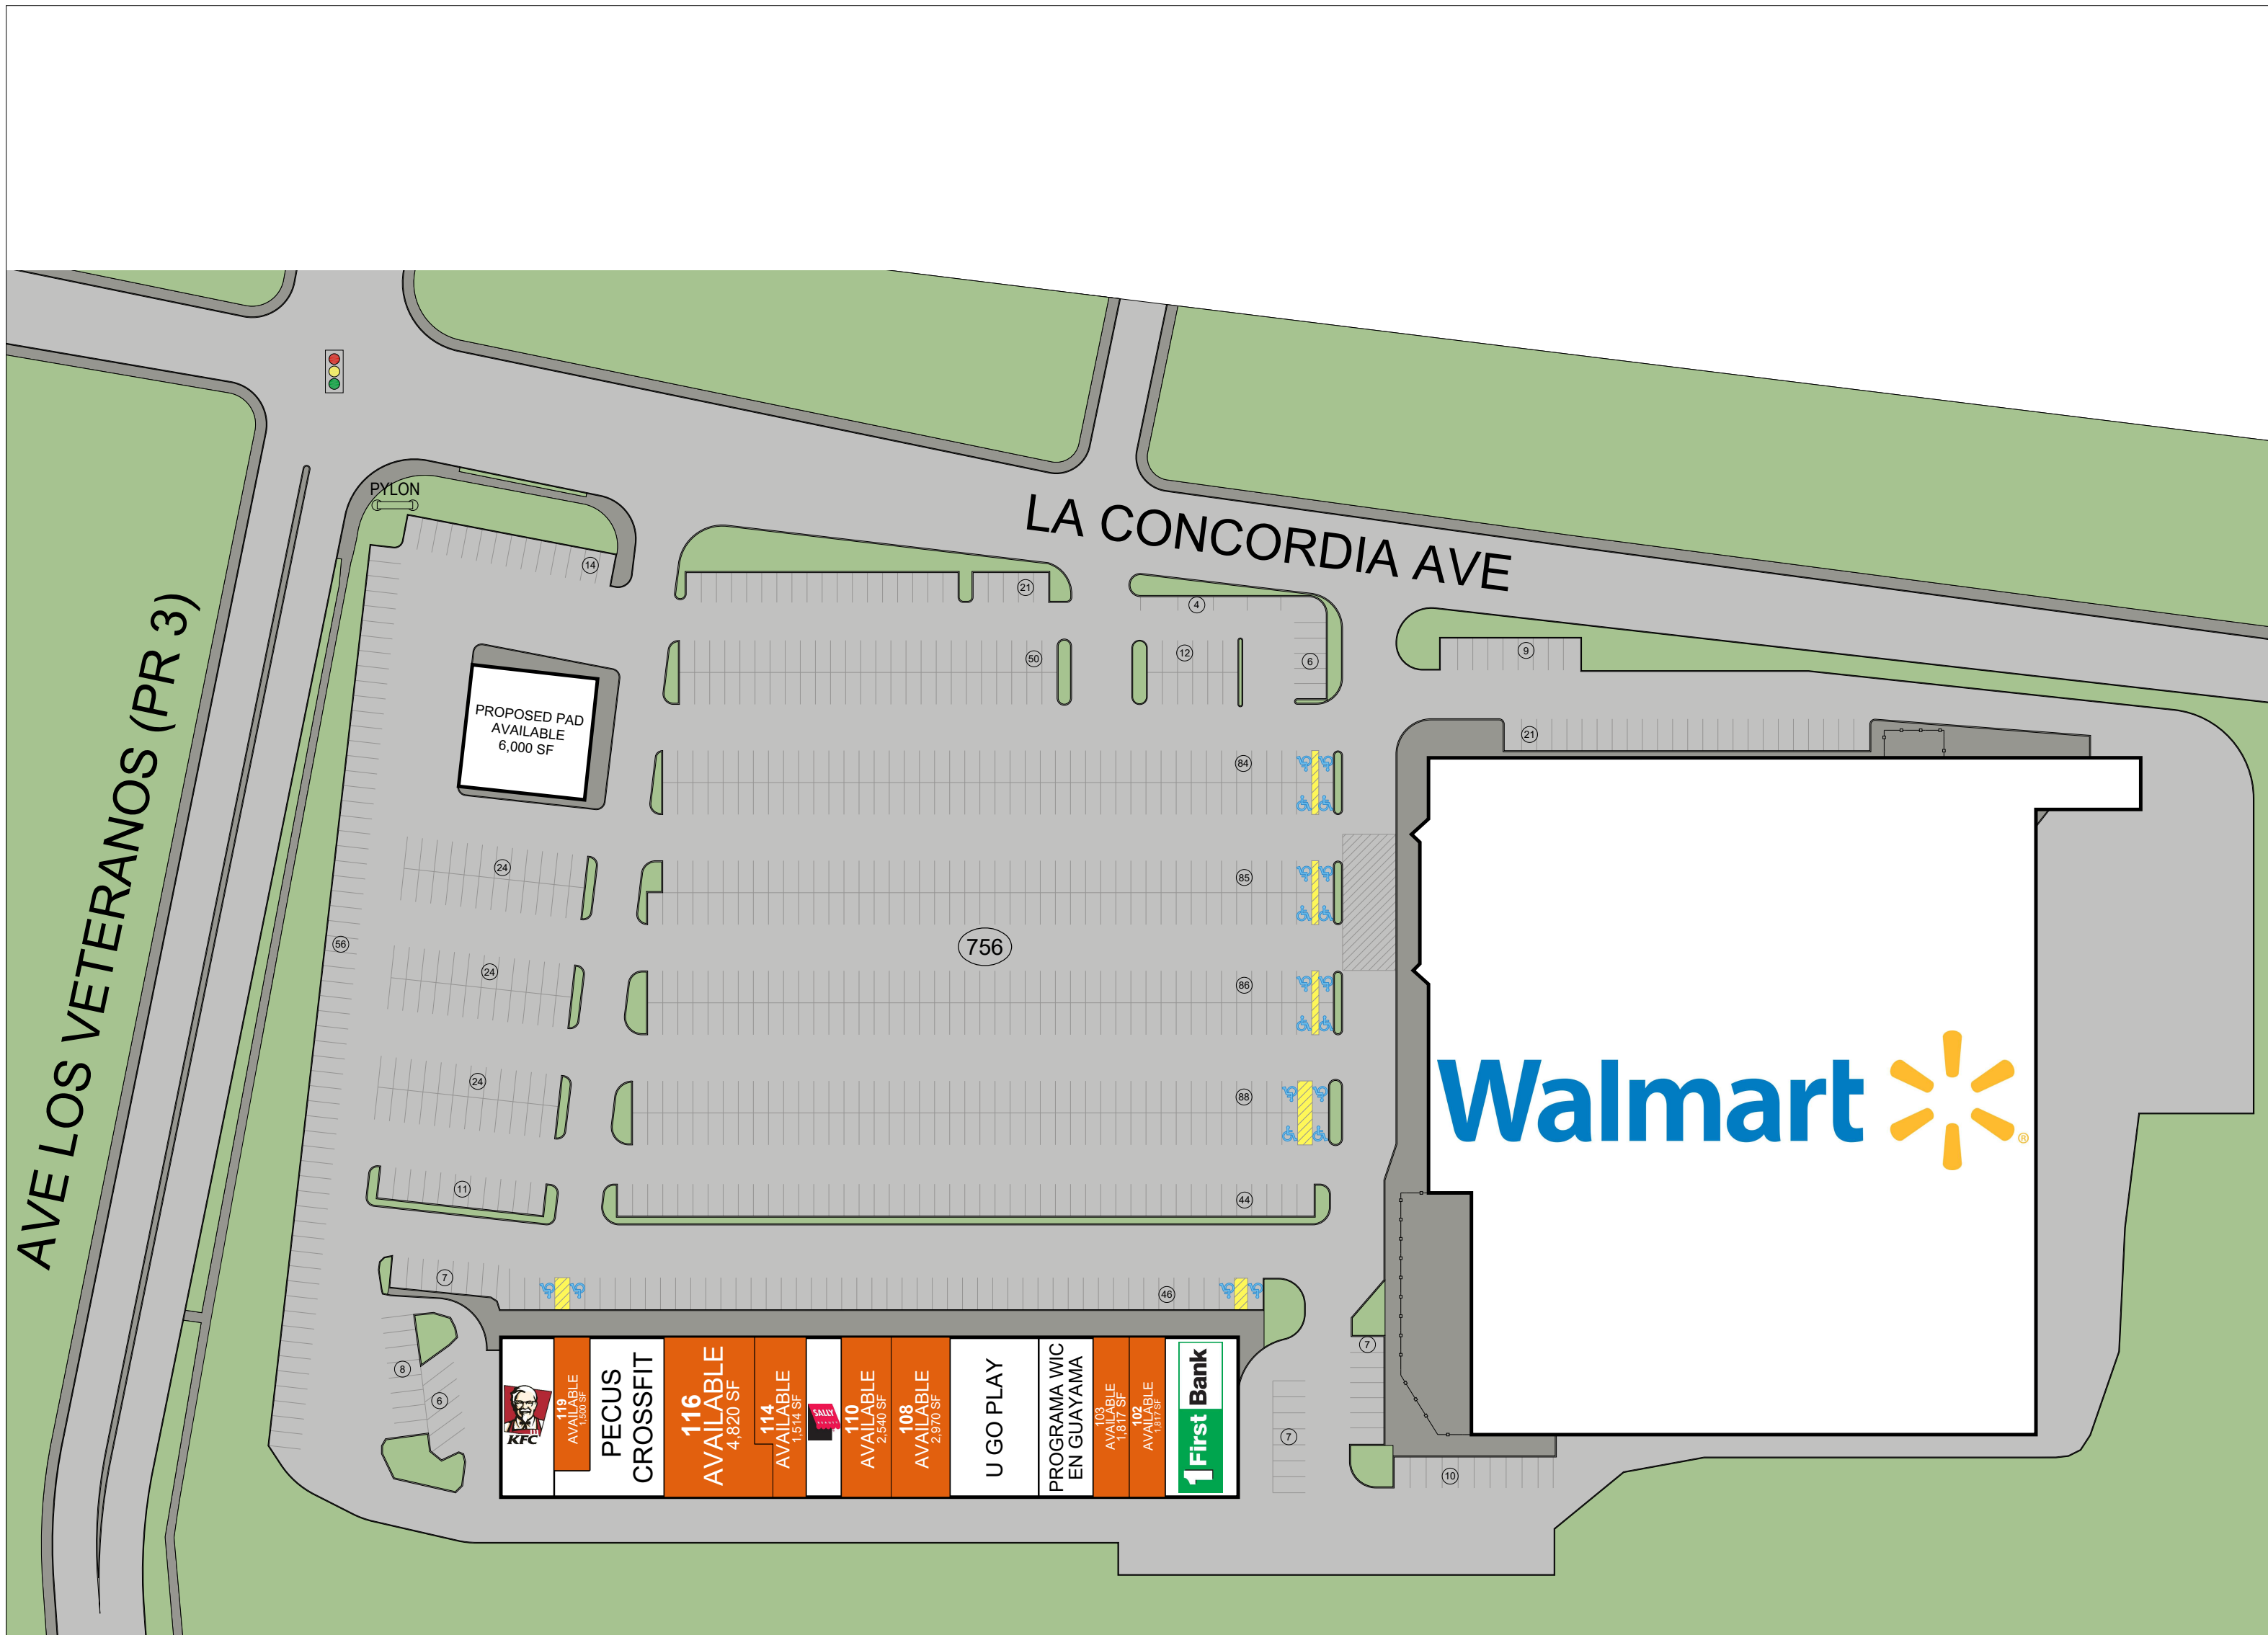 LA CONCORDIA AVE
AVE LOS VETERANOS (PR 3)
PYLON
14
21
4
50
12
6
9
21
PROPOSED PAD
AVAILABLE
6,000 SF
84
24
85
56
756
24
86
24
88
11
44
7
46
8
6
7
7
10
Walmart
®
KFC
119
AVAILABLE
1,500 SF
PECUS
CROSSFIT
116
AVAILABLE
4,820 SF
114
AVAILABLE
1,514 SF
SALLY
110
AVAILABLE
2,540 SF
108
AVAILABLE
2,970 SF
U GO PLAY
PROGRAMA WIC
EN GUAYAMA
103
AVAILABLE
1,817 SF
102
AVAILABLE
1,817 SF
1FirstBank